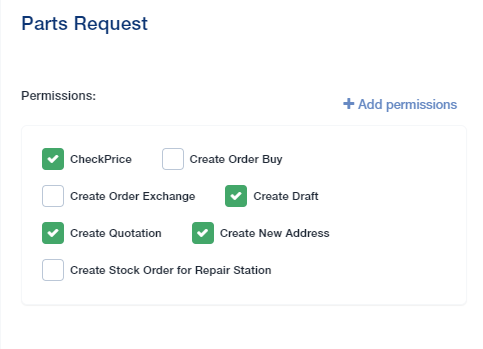 Parts Request
Permissions:
+ Add permissions
CheckPrice Create Order Buy
Create Order Exchange Create Draft
Create Quotation Create New Address
Create Stock Order for Repair Station